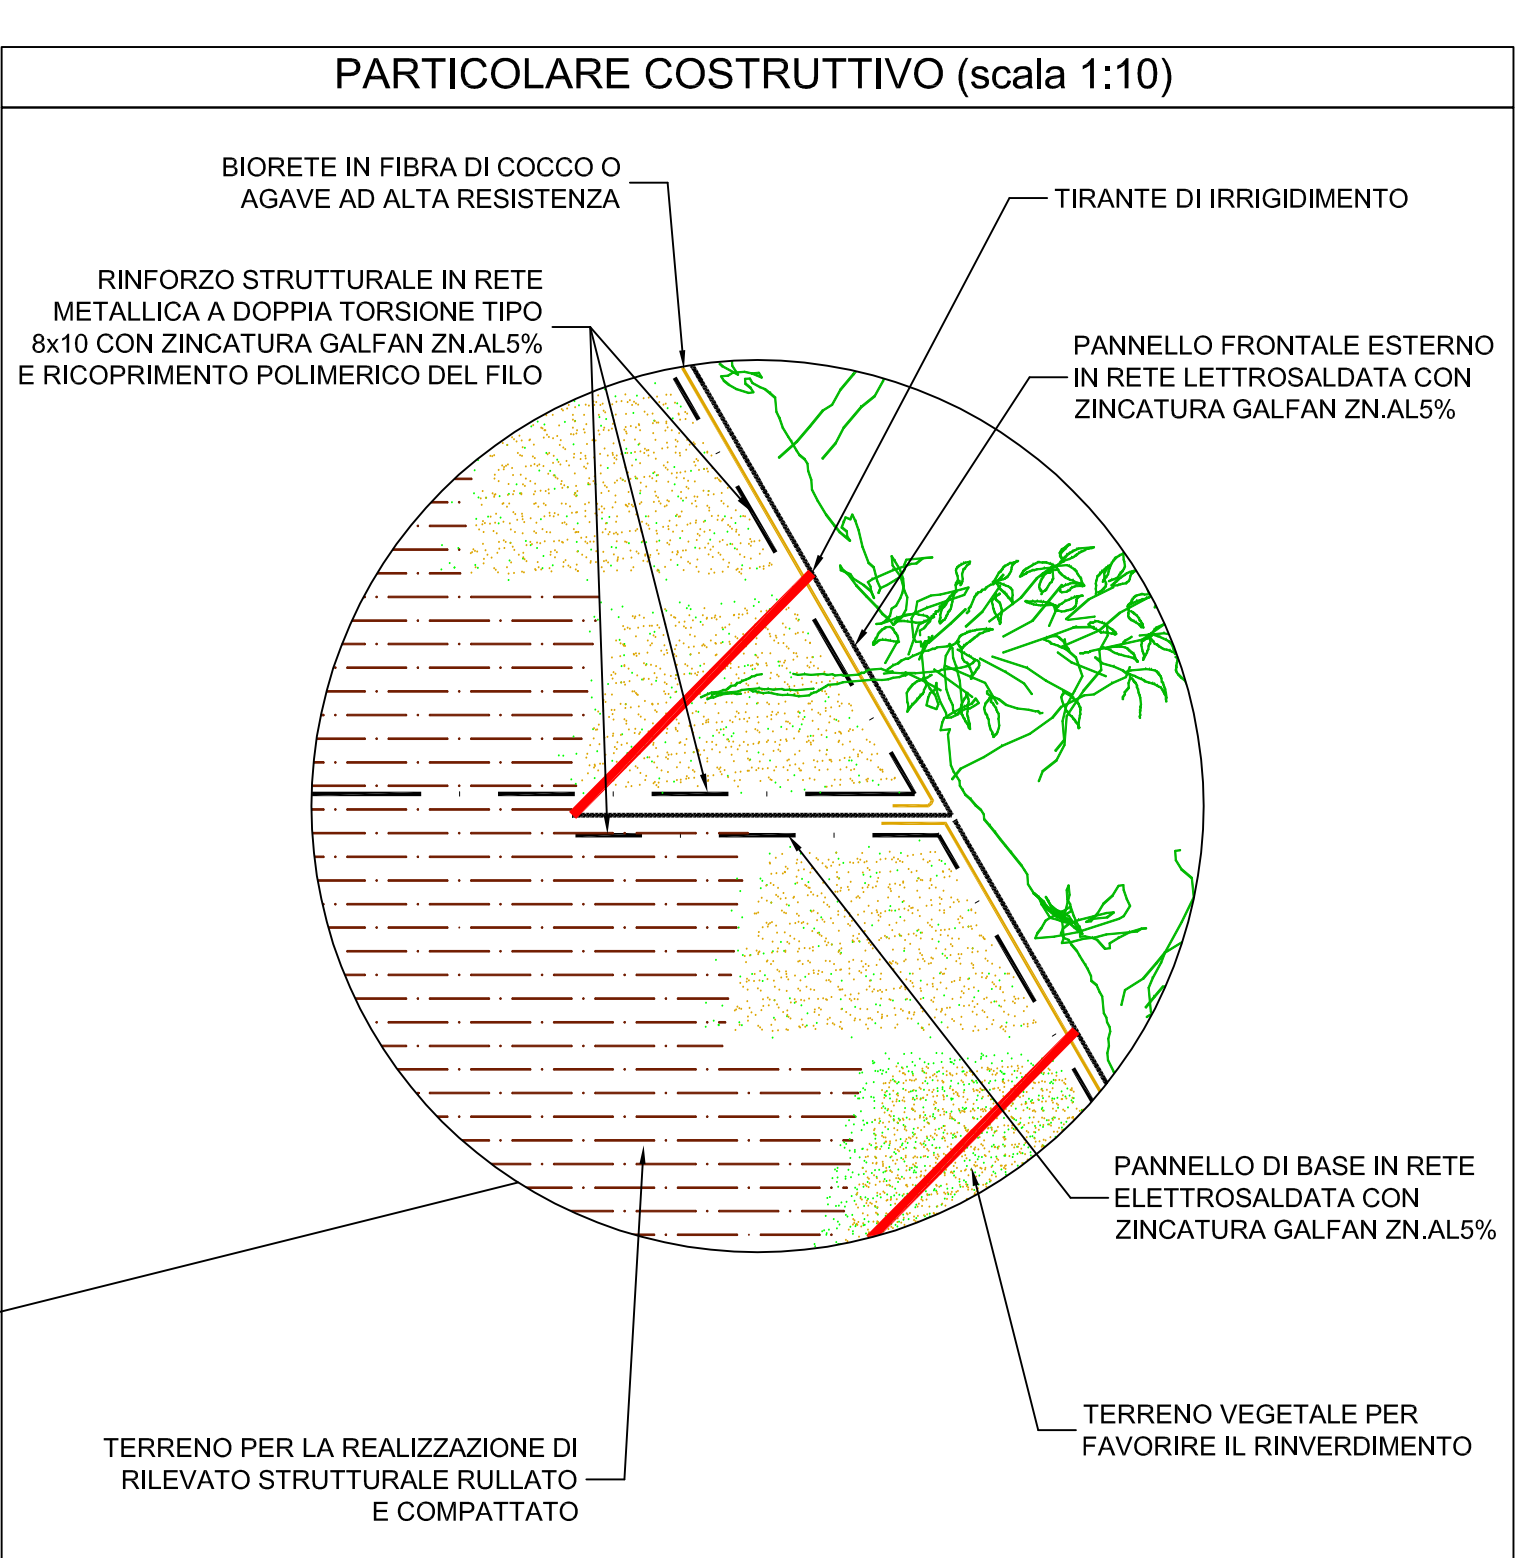 PARTICOLARE COSTRUTTIVO (scala 1:10)
BIORETE IN FIBRA DI COCCO O
AGAVE AD ALTA RESISTENZA
TIRANTE DI IRRIGIDIMENTO
RINFORZO STRUTTURALE IN RETE
METALLICA A DOPPIA TORSIONE TIPO
8x10 CON ZINCATURA GALFAN ZN.AL5%
E RICOPRIMENTO POLIMERICO DEL FILO
PANNELLO FRONTALE ESTERNO
IN RETE LETTROSALDATA CON
ZINCATURA GALFAN ZN.AL5%
PANNELLO DI BASE IN RETE
ELETTROSALDATA CON
ZINCATURA GALFAN ZN.AL5%
TERRENO VEGETALE PER
FAVORIRE IL RINVERDIMENTO
TERRENO PER LA REALIZZAZIONE DI
RILEVATO STRUTTURALE RULLATO
E COMPATTATO